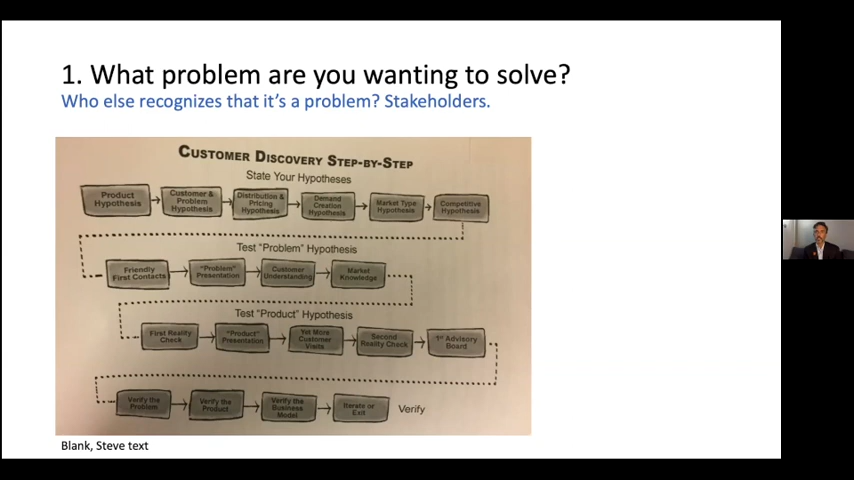 1. What problem are you wanting to solve?
Who else recognizes that it's a problem? Stakeholders.
CUSTOMER DISCOVERY STEP-BY-STEP
State Your Hypotheses
Product
Hypothesis
Customer &
Problem
Hypothesis
Distribution &
Pricing
Hypothesis
Demand
Creation
Hypothesis
Market Type
Hypothesis
Competitive
Hypothesis
Test "Problem" Hypothesis
Friendly
First Contacts
"Problem"
Presentation
Customer
Understanding
Market
Knowledge
Test "Product" Hypothesis
First Reality
Check
"Product"
Presentation
Yet More
Customer
Visits
Second
Reality Check
1st Advisory
Board
Verify the
Problem
Verify the
Product
Verify the
Business
Model
Iterate or
Exit
Verify
Blank, Steve text